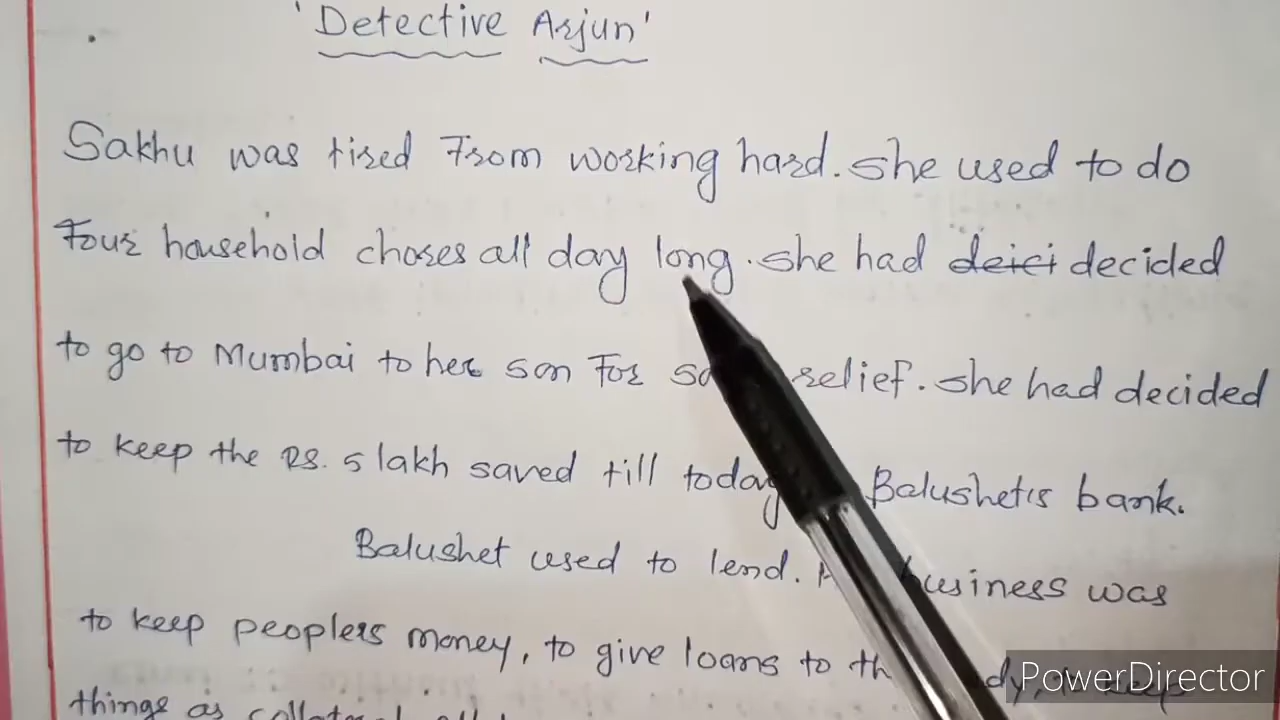 'Detective Arjun'
Sakhu was tired from working hard. she used to do
four household chores all day long. she had deici decided
to go to Mumbai to her son for relief. she had decided
to keep the RS. 5 lakh saved till today Balushet's bank.
Balushet used to lend. business was
to keep people's money, to give loans to
things as
PowerDirector